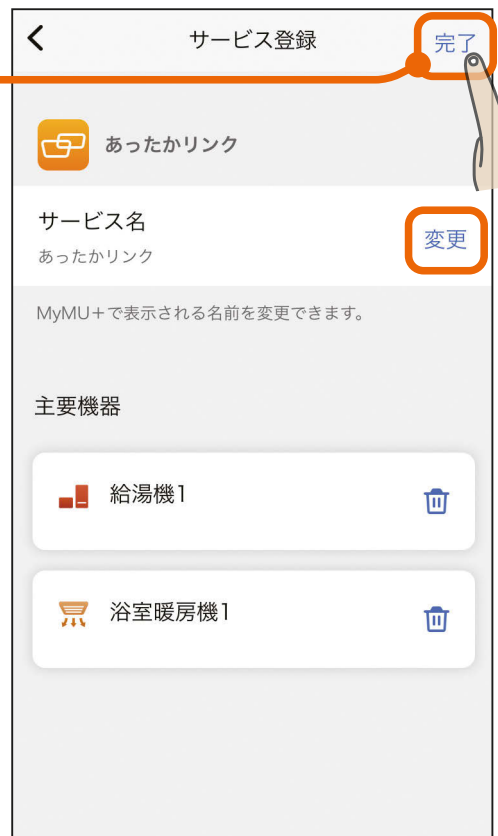 サービス登録
完了
あったかリンク
サービス名
あったかリンク
変更
MyMU+で表示される名前を変更できます。
主要機器
給湯機1
浴室暖房機1